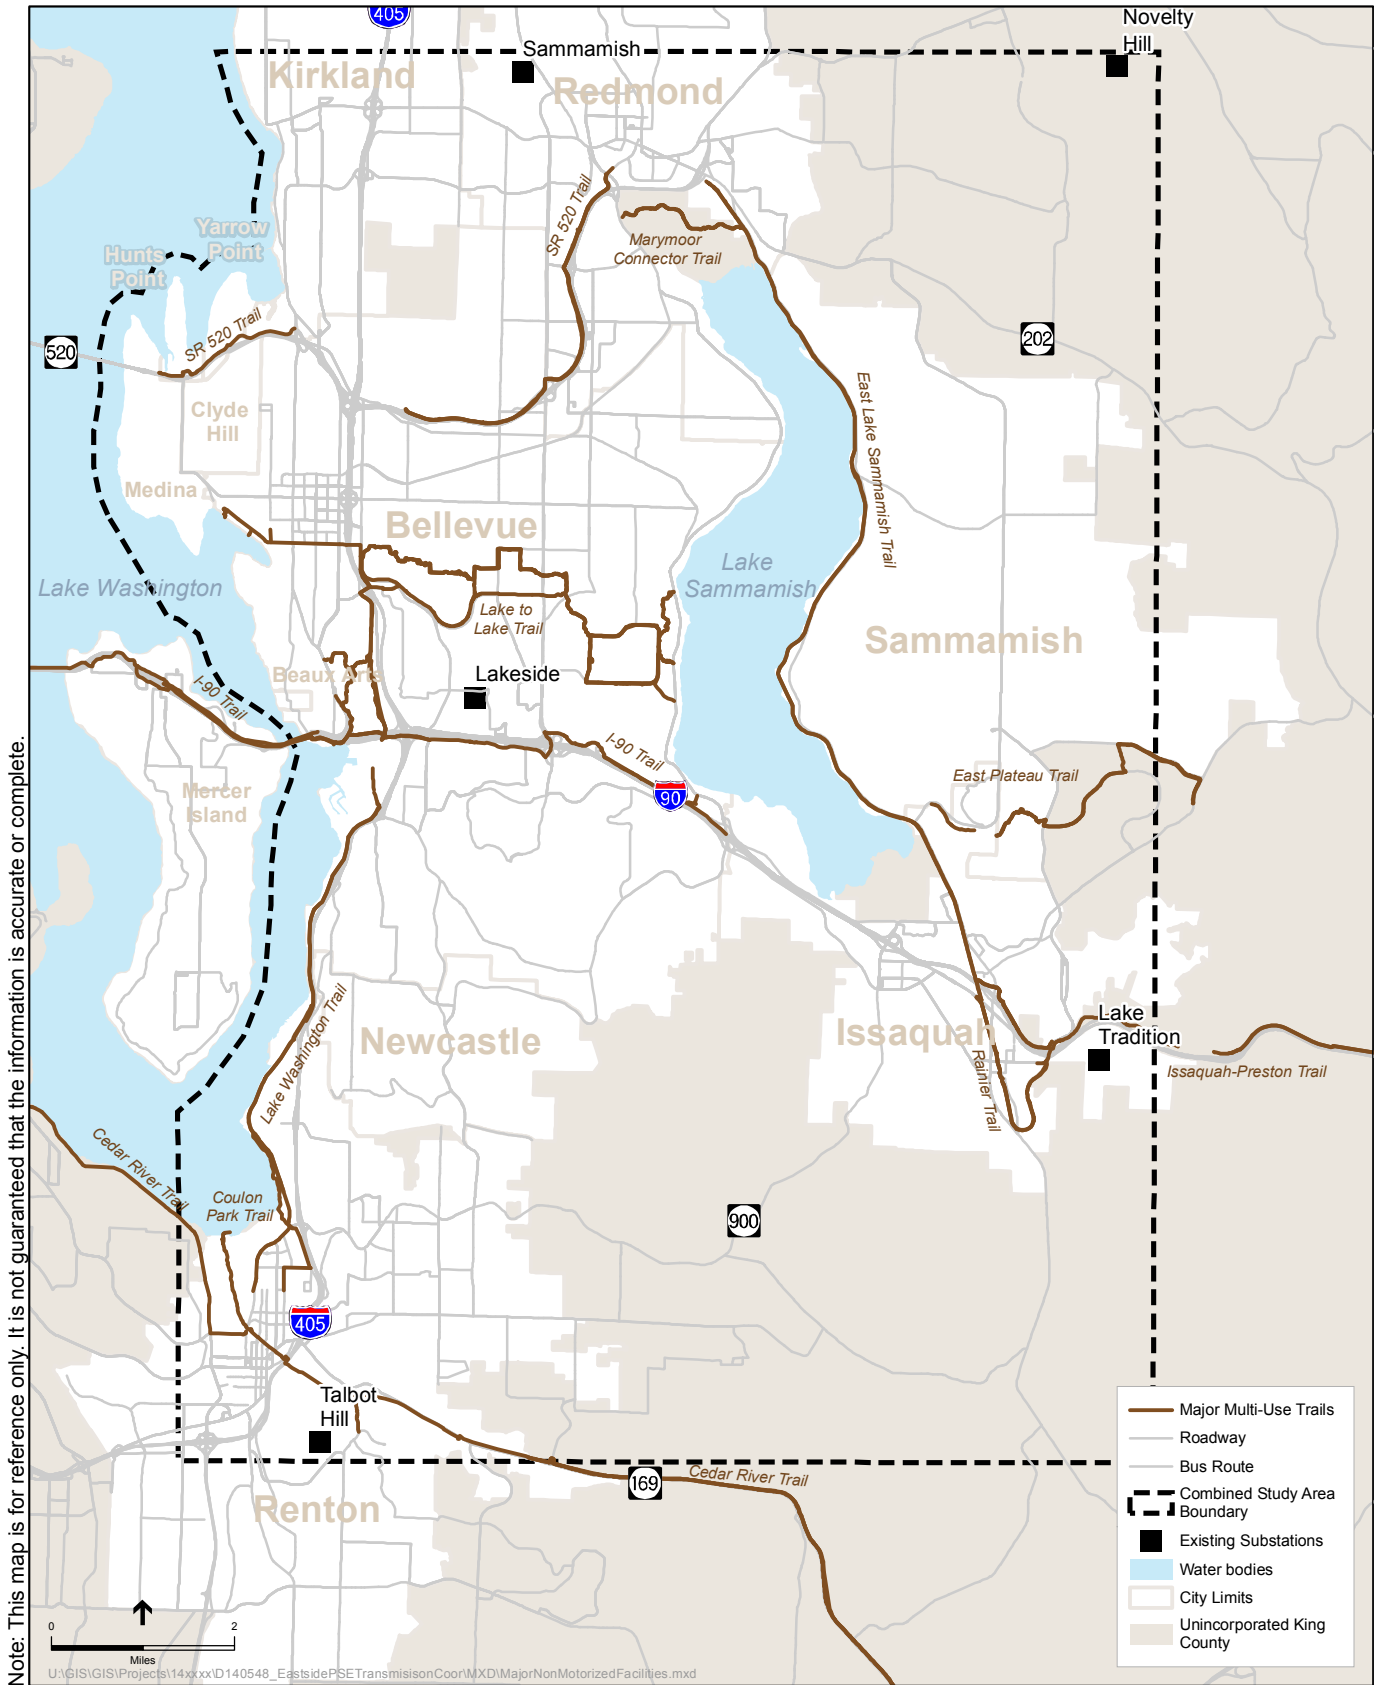 405
Novelty
Hill
Sammamish
Kirkland
Redmond
SR 520 Trail
Yarrow
Point
Hunts
Point
Marymoor
Connector Trail
SR 520 Trail
520
202
Clyde
Hill
East Lake Sammamish Trail
Medina
Bellevue
Lake Washington
Lake
Sammamish
Lake to
Lake Trail
Sammamish
Beaux Arts
Lakeside
I-90 Trail
I-90 Trail
90
East Plateau Trail
Mercer
Island
Lake Washington Trail
Newcastle
Issaquah
Lake
Tradition
Rainier Trail
Issaquah-Preston Trail
Cedar River Trail
Coulon
Park Trail
900
405
Talbot
Hill
169
Cedar River Trail
Renton
Major Multi-Use Trails
Roadway
Bus Route
Combined Study Area
Boundary
Existing Substations
Water bodies
City Limits
Unincorporated King
County
0 2
Miles
U:\GIS\GIS\Projects\14xxxx\D140548_EastsidePSETransmisisonCoor\MXD\MajorNonMotorizedFacilities.mxd
Note: This map is for reference only. It is not guaranteed that the information is accurate or complete.